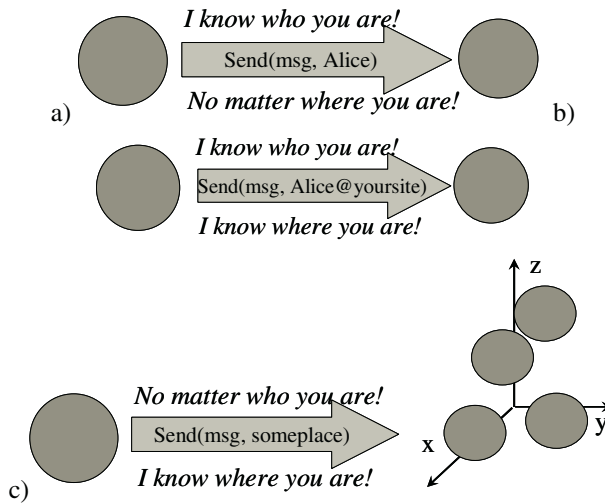 I know who you are!
Send(msg, Alice)
No matter where you are!
a)
b)
I know who you are!
Send(msg, Alice@yoursite)
I know where you are!
z
No matter who you are!
Send(msg, someplace)
y
x
I know where you are!
c)